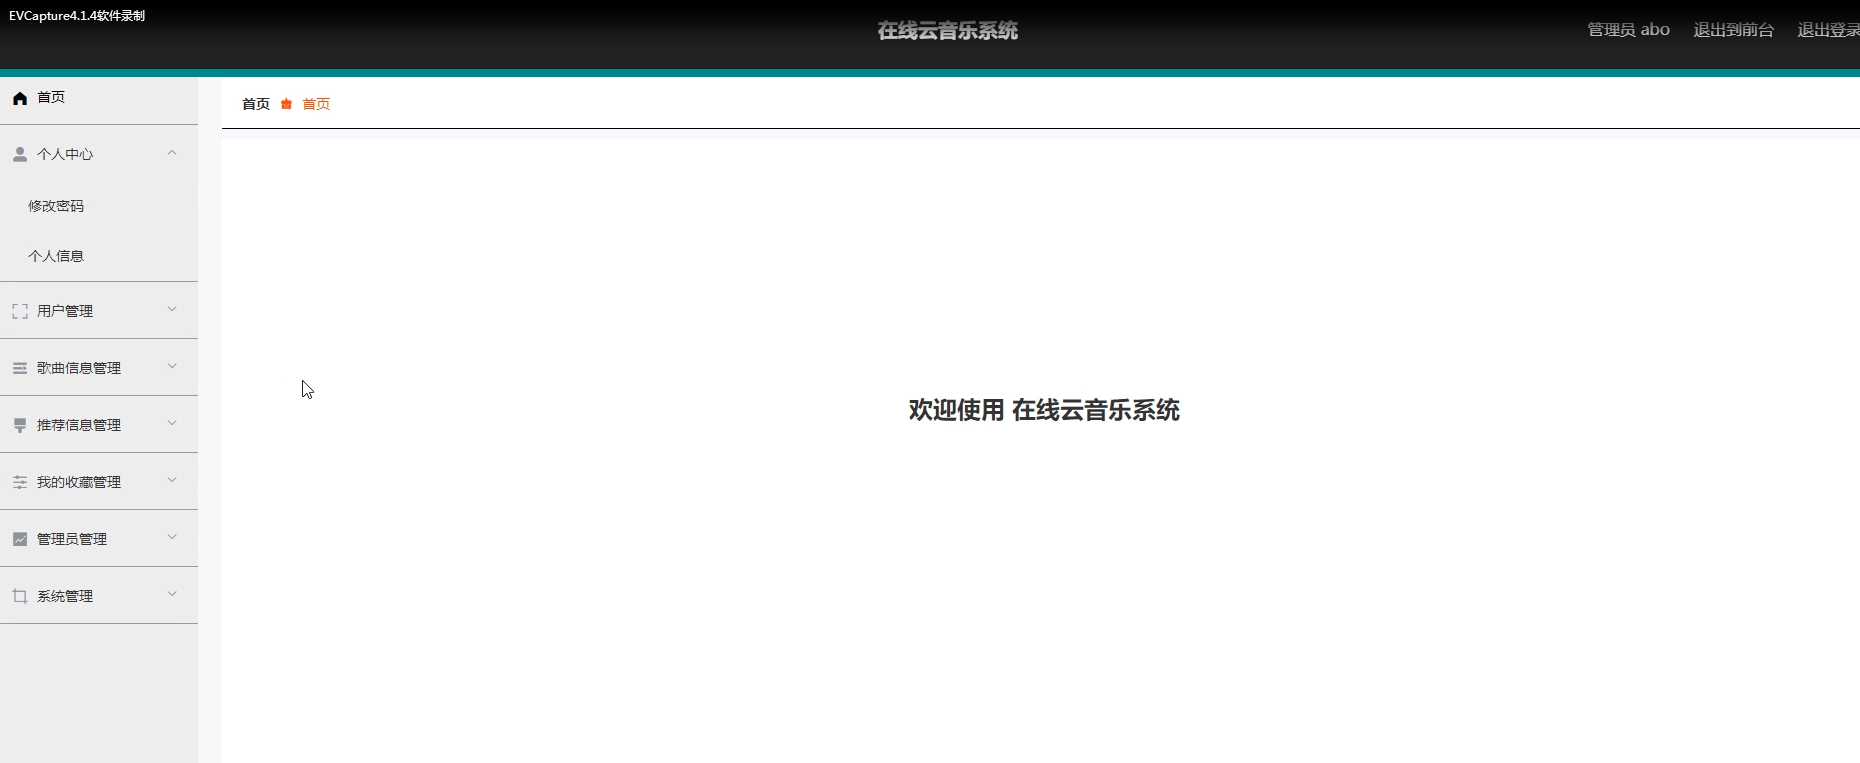 EVCapture4.1.4软件录制
在线云音乐系统
管理员 abo 退出到前台 退出登录
首页
首页 首页
个人中心
修改密码
个人信息
用户管理
歌曲信息管理
推荐信息管理
我的收藏管理
管理员管理
系统管理
欢迎使用 在线云音乐系统